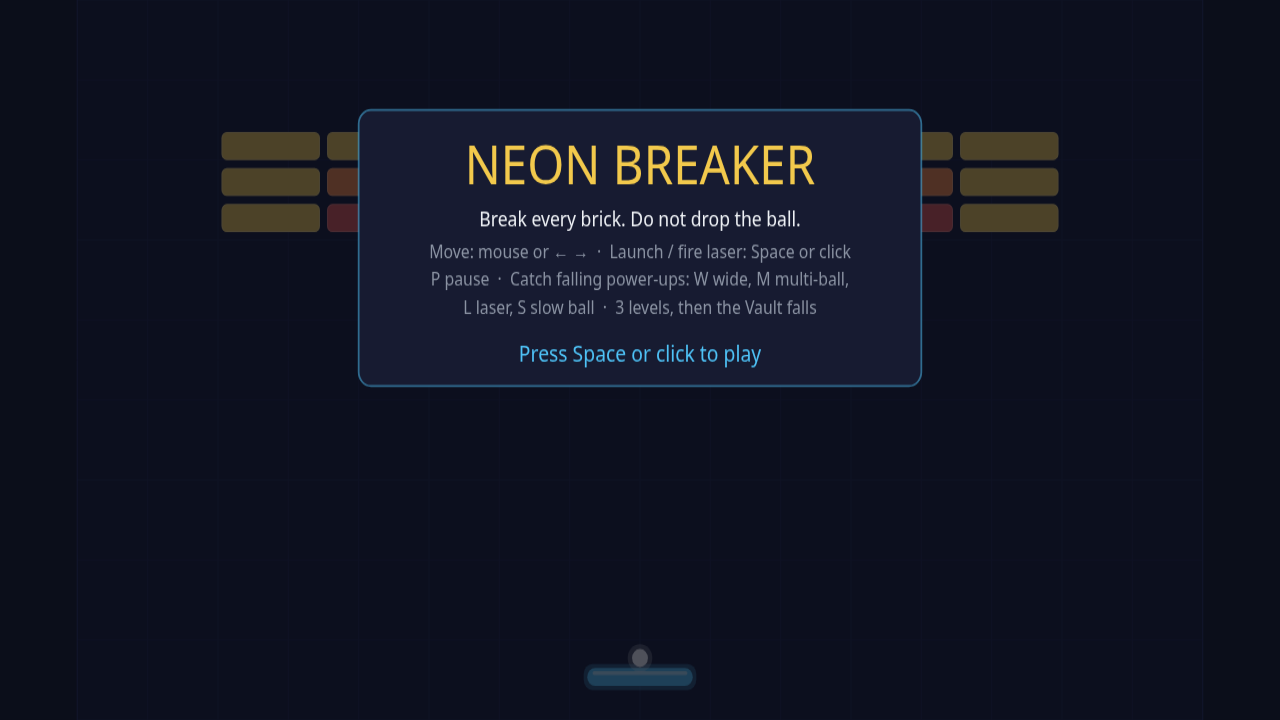 NEON BREAKER
Break every brick. Do not drop the ball.
Move: mouse or ← → · Launch / fire laser: Space or click
P pause · Catch falling power-ups: W wide, M multi-ball,
L laser, S slow ball · 3 levels, then the Vault falls
Press Space or click to play